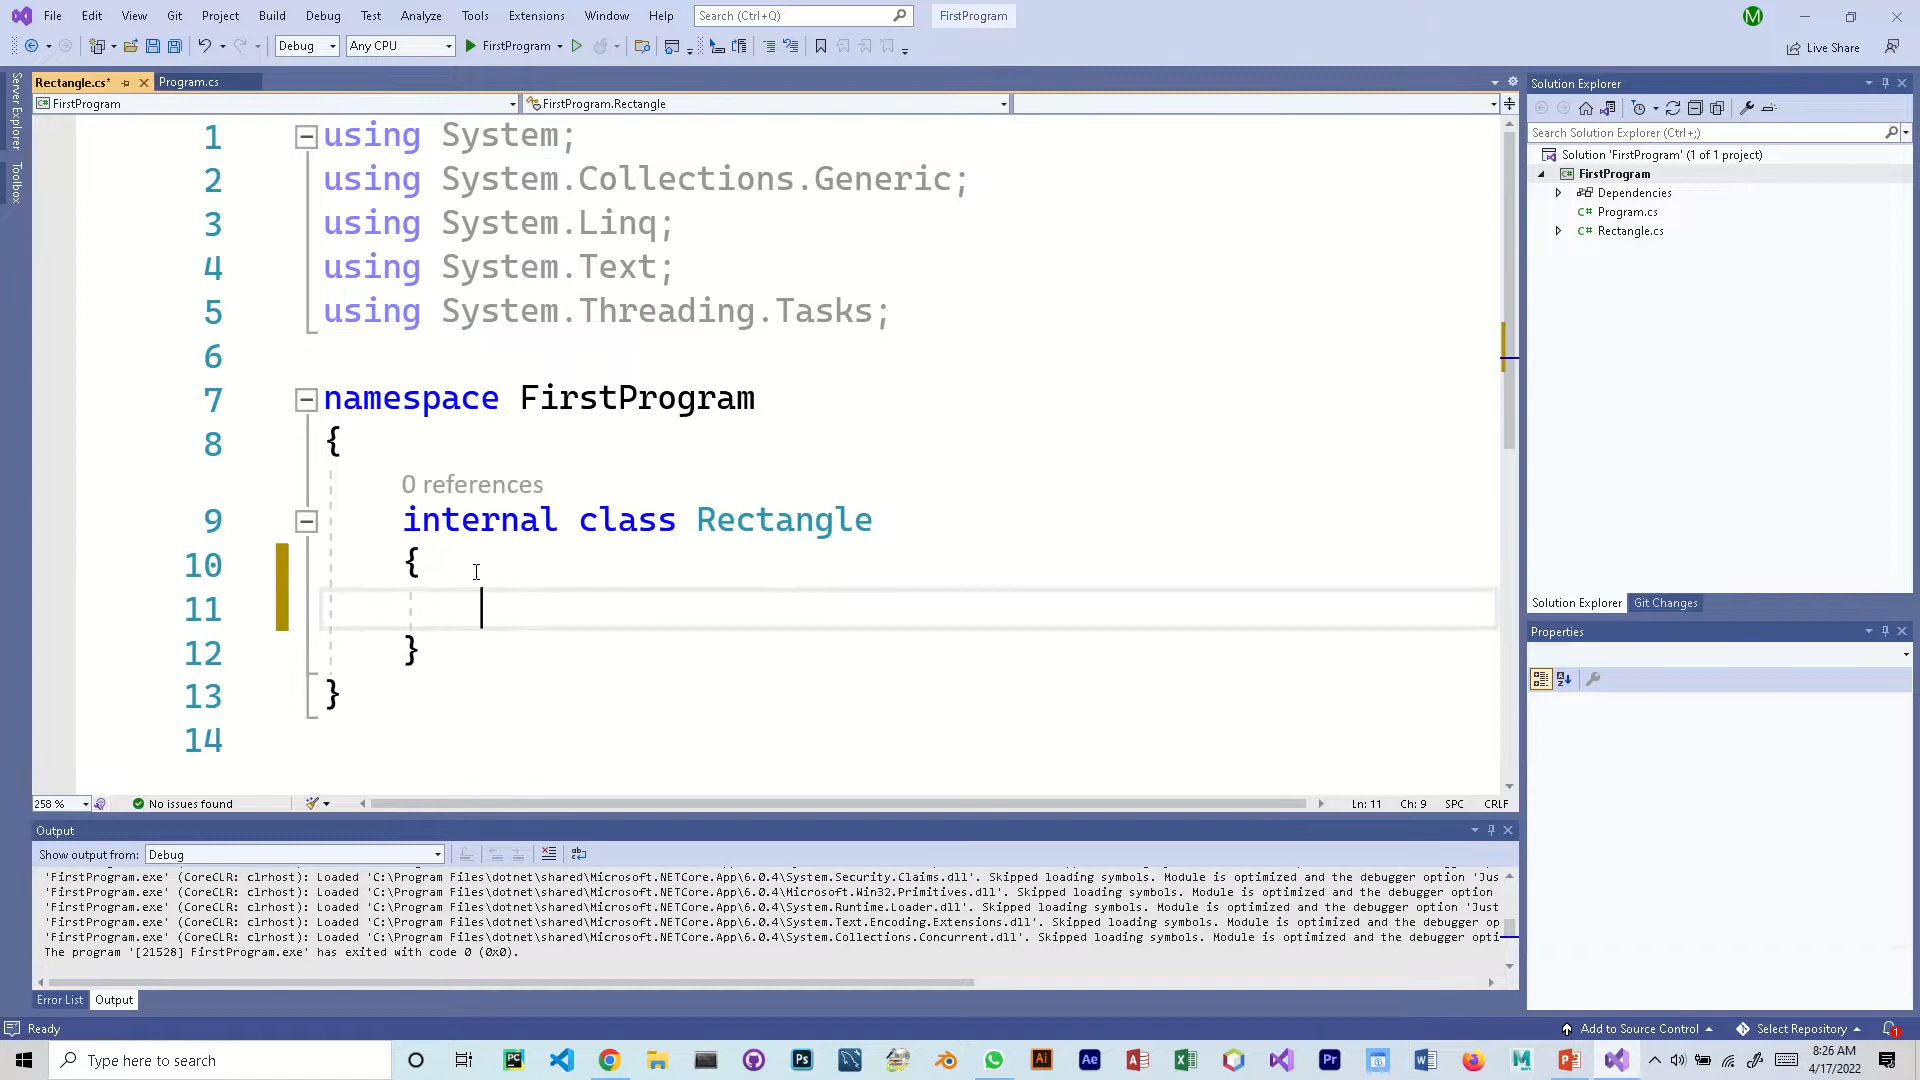 File Edit View Git Project Build Debug Test Analyze Tools Extensions Window Help Search (Ctrl+Q) FirstProgram M
Debug Any CPU FirstProgram Live Share
Server Explorer
Toolbox
Rectangle.cs* Program.cs
FirstProgram FirstProgram.Rectangle
1 using System;
2 using System.Collections.Generic;
3 using System.Linq;
4 using System.Text;
5 using System.Threading.Tasks;
6
7 namespace FirstProgram
8 {
0 references
9 internal class Rectangle
10 {
11
12 }
13 }
14
258 % No issues found Ln: 11 Ch: 9 SPC CRLF
Output
Show output from: Debug
'FirstProgram.exe' (CoreCLR: clrhost): Loaded 'C:\Program Files\dotnet\shared\Microsoft.NETCore.App\6.0.4\System.Security.Claims.dll'. Skipped loading symbols. Module is optimized and the debugger option 'Jus
'FirstProgram.exe' (CoreCLR: clrhost): Loaded 'C:\Program Files\dotnet\shared\Microsoft.NETCore.App\6.0.4\Microsoft.Win32.Primitives.dll'. Skipped loading symbols. Module is optimized and the debugger option
'FirstProgram.exe' (CoreCLR: clrhost): Loaded 'C:\Program Files\dotnet\shared\Microsoft.NETCore.App\6.0.4\System.Runtime.Loader.dll'. Skipped loading symbols. Module is optimized and the debugger option 'Just
'FirstProgram.exe' (CoreCLR: clrhost): Loaded 'C:\Program Files\dotnet\shared\Microsoft.NETCore.App\6.0.4\System.Text.Encoding.Extensions.dll'. Skipped loading symbols. Module is optimized and the debugger op
'FirstProgram.exe' (CoreCLR: clrhost): Loaded 'C:\Program Files\dotnet\shared\Microsoft.NETCore.App\6.0.4\System.Collections.Concurrent.dll'. Skipped loading symbols. Module is optimized and the debugger opti
The program '[21528] FirstProgram.exe' has exited with code 0 (0x0).
Error List Output
Solution Explorer
Search Solution Explorer (Ctrl+;)
Solution 'FirstProgram' (1 of 1 project)
FirstProgram
Dependencies
C# Program.cs
C# Rectangle.cs
Solution Explorer Git Changes
Properties
Ready Add to Source Control Select Repository 1
Type here to search 8:26 AM
4/17/2022